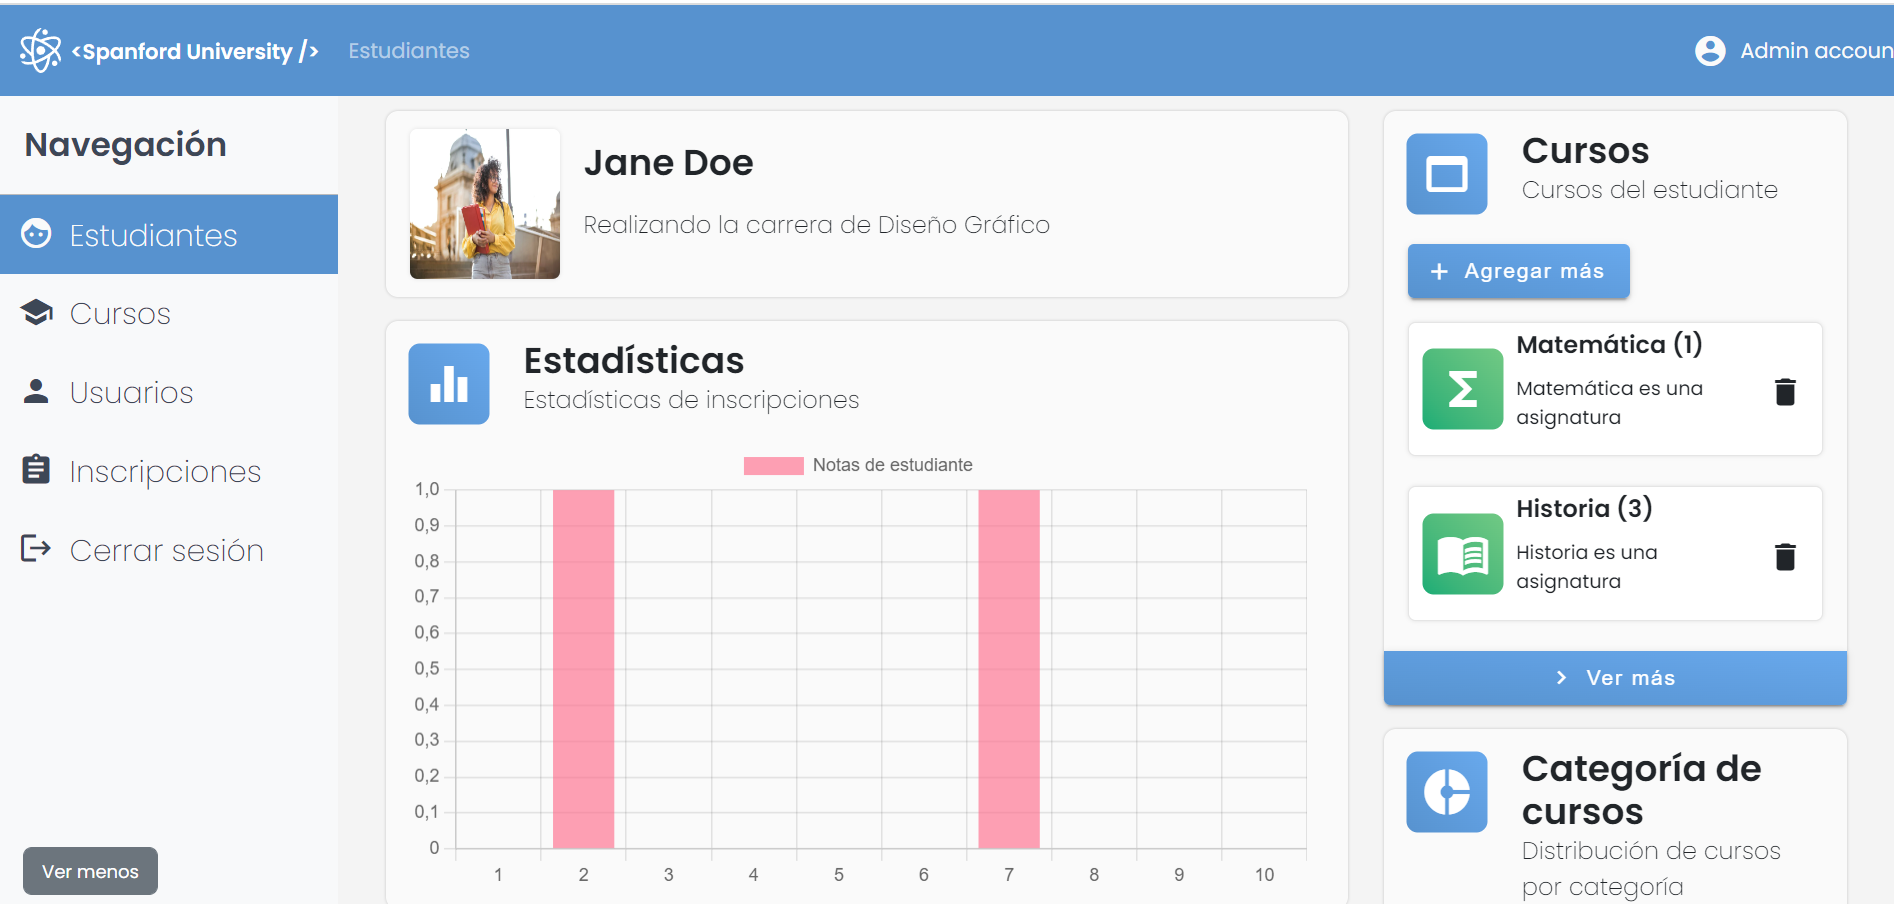 <Spanford University />
Estudiantes
Admin accoun
Navegación
Estudiantes
Cursos
Usuarios
Inscripciones
Cerrar sesión
Ver menos
Jane Doe
Realizando la carrera de Diseño Gráfico
Estadísticas
Estadísticas de inscripciones
Notas de estudiante
1,0
0,9
0,8
0,7
0,6
0,5
0,4
0,3
0,2
0,1
0
1 2 3 4 5 6 7 8 9 10
Cursos
Cursos del estudiante
+ Agregar más
Matemática (1)
Matemática es una
asignatura
Historia (3)
Historia es una
asignatura
Ver más
Categoría de
cursos
Distribución de cursos
por categoría